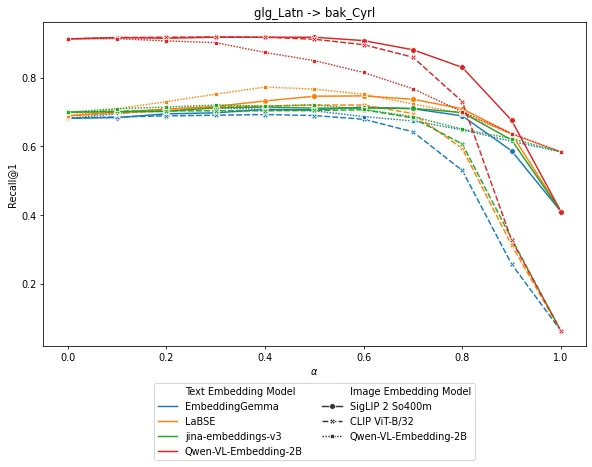 glg_Latn -> bak_Cyrl
Recall@1
0.8
0.6
0.4
0.2
0.0 0.2 0.4 0.6 0.8 1.0
α
Text Embedding Model Image Embedding Model
EmbeddingGemma SigLIP 2 So400m
LaBSE CLIP ViT-B/32
jina-embeddings-v3 Qwen-VL-Embedding-2B
Qwen-VL-Embedding-2B